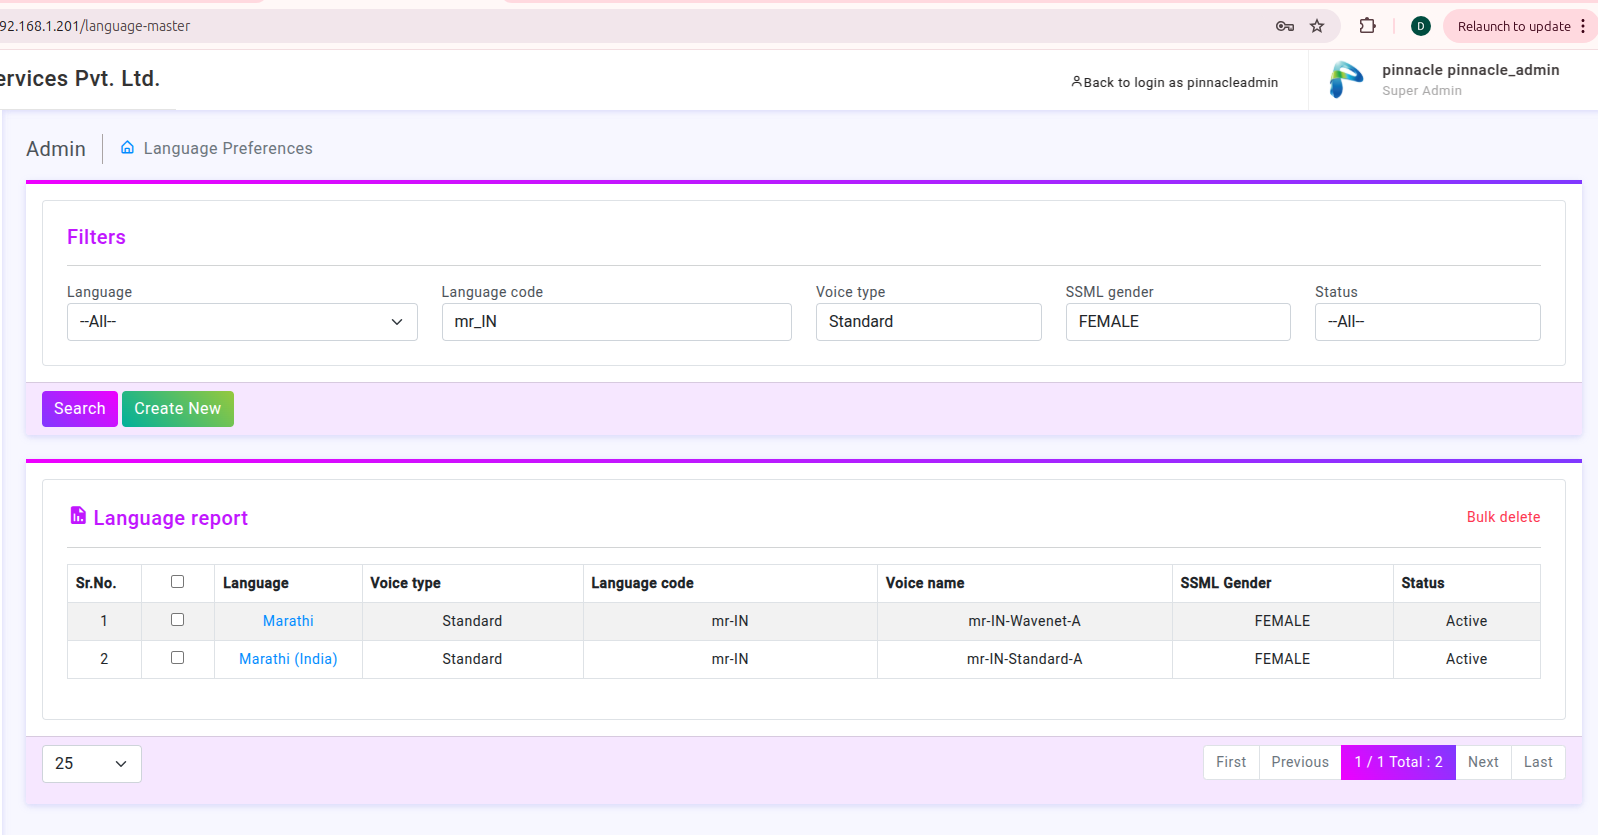 92.168.1.201/language-master
D
Relaunch to update
ervices Pvt. Ltd.
Back to login as pinnacleadmin
pinnacle pinnacle_admin
Super Admin
Admin
Language Preferences
Filters
Language Language code Voice type SSML gender Status
--All-- mr_IN Standard FEMALE --All--
Search Create New
Language report
Bulk delete
Sr.No. Language Voice type Language code Voice name SSML Gender Status
1 Marathi Standard mr-IN mr-IN-Wavenet-A FEMALE Active
2 Marathi (India) Standard mr-IN mr-IN-Standard-A FEMALE Active
25 First Previous 1 / 1 Total : 2 Next Last